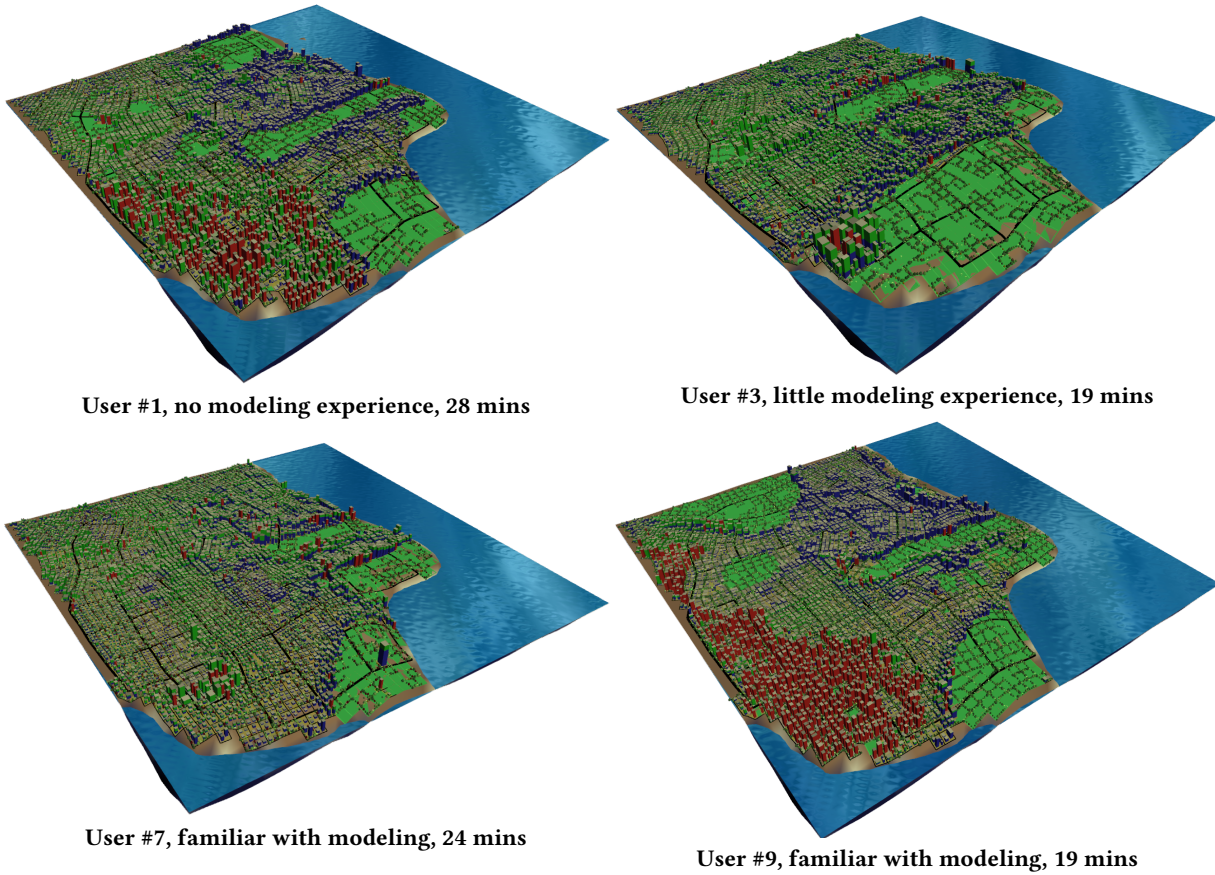 User #1, no modeling experience, 28 mins
User #3, little modeling experience, 19 mins
User #7, familiar with modeling, 24 mins
User #9, familiar with modeling, 19 mins